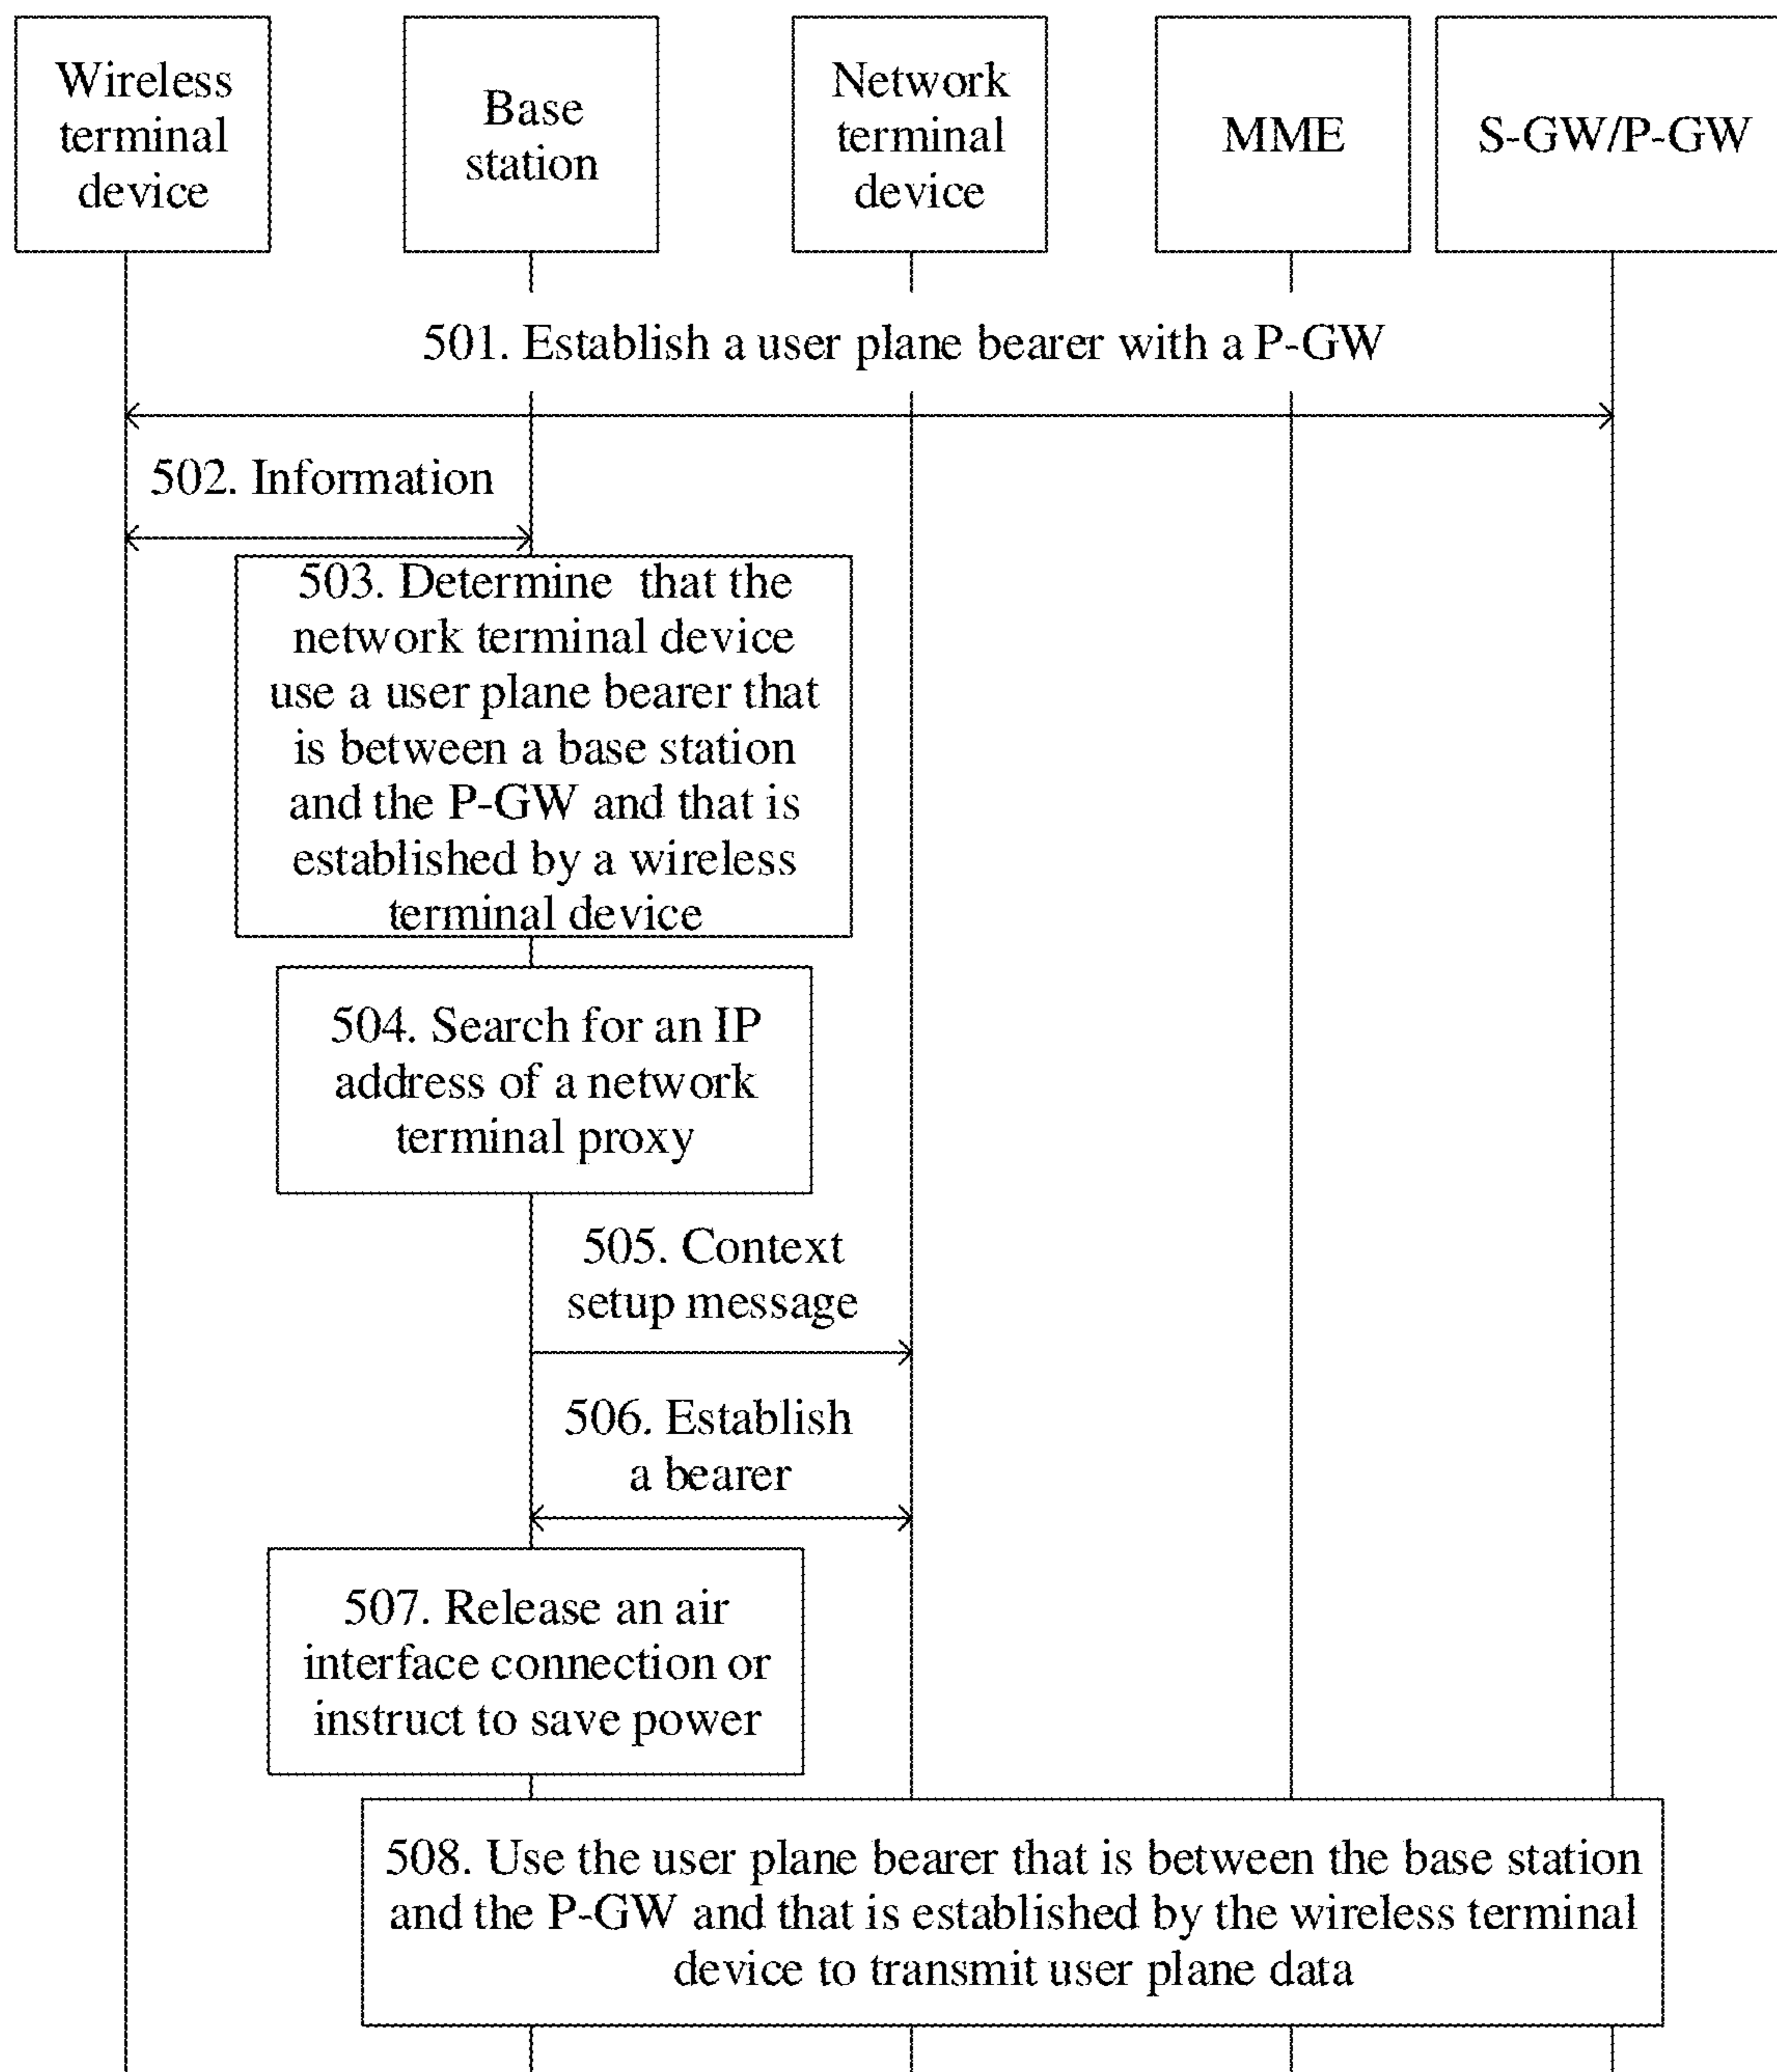 Wireless
terminal
device
Base
station
Network
terminal
device
MME
S-GW/P-GW
501. Establish a user plane bearer with a P-GW
502. Information
503. Determine that the
network terminal device
use a user plane bearer that
is between a base station
and the P-GW and that is
established by a wireless
terminal device
504. Search for an IP
address of a network
terminal proxy
505. Context
setup message
506. Establish
a bearer
507. Release an air
interface connection or
instruct to save power
508. Use the user plane bearer that is between the base station
and the P-GW and that is established by the wireless terminal
device to transmit user plane data